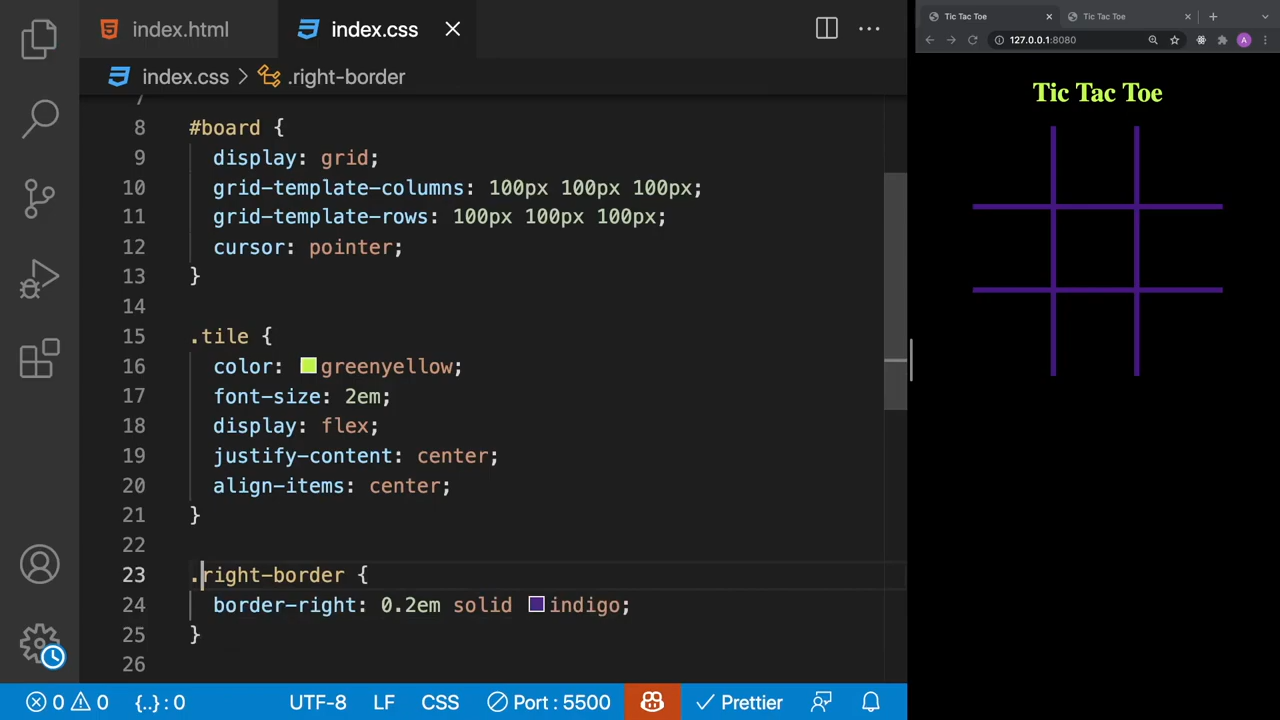 index.html
index.css
index.css > .right-border
7
8 #board {
9 display: grid;
10 grid-template-columns: 100px 100px 100px;
11 grid-template-rows: 100px 100px 100px;
12 cursor: pointer;
13 }
14
15 .tile {
16 color: greenyellow;
17 font-size: 2em;
18 display: flex;
19 justify-content: center;
20 align-items: center;
21 }
22
23 .right-border {
24 border-right: 0.2em solid indigo;
25 }
26
0 0 {..} : 0 UTF-8 LF CSS Port : 5500 Prettier
Tic Tac Toe Tic Tac Toe
127.0.0.1:8080 A
Tic Tac Toe